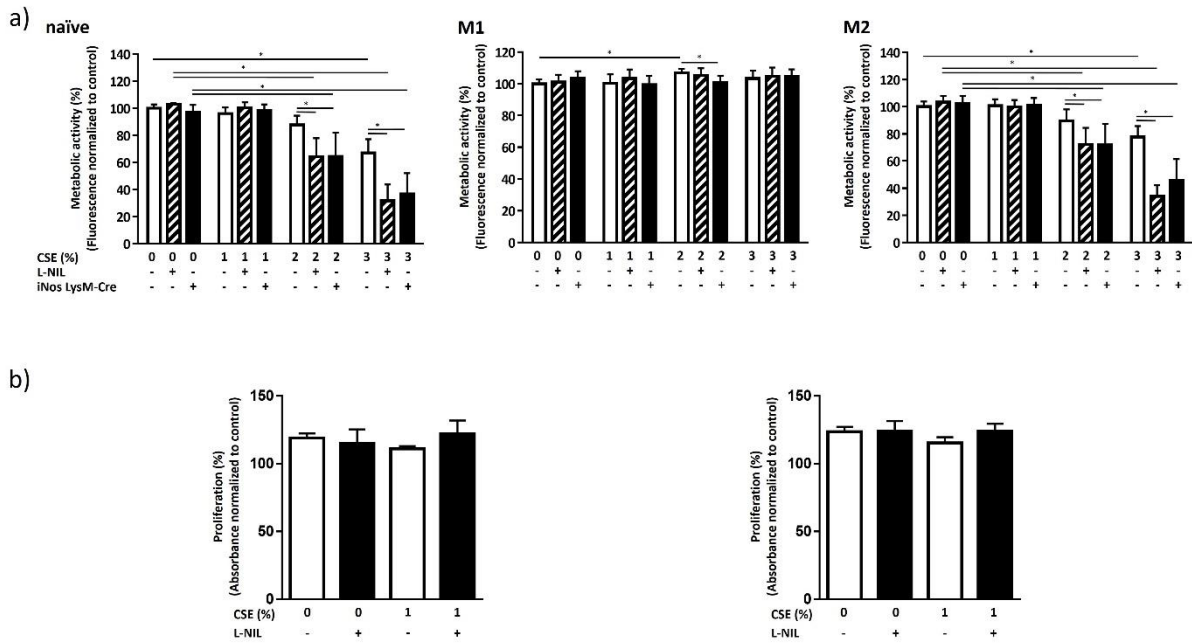 a)
naïve
Metabolic activity (%)
(Fluorescence normalized to control)
140
120
100
80
60
40
20
0
* * * * * * *
CSE (%) 0 0 0 1 1 1 2 2 2 3 3 3
L-NIL - + - - + - - + - - + -
iNos LysM-Cre - - + - - + - - + - - +
M1
Metabolic activity (%)
(Fluorescence normalized to control)
120
100
80
60
40
20
0
* *
0 0 0 1 1 1 2 2 2 3 3 3
- + - - + - - + - - + -
- - + - - + - - + - - +
M2
Metabolic activity (%)
(Fluorescence normalized to control)
140
120
100
80
60
40
20
0
* * * * * * *
0 0 0 1 1 1 2 2 2 3 3 3
- + - - + - - + - - + -
- - + - - + - - + - - +
b)
Proliferation (%)
(Absorbance normalized to control)
150
100
50
0
CSE (%) 0 0 1 1
L-NIL - + - +
Proliferation (%)
(Absorbance normalized to control)
150
100
50
0
CSE (%) 0 0 1 1
L-NIL - + - +